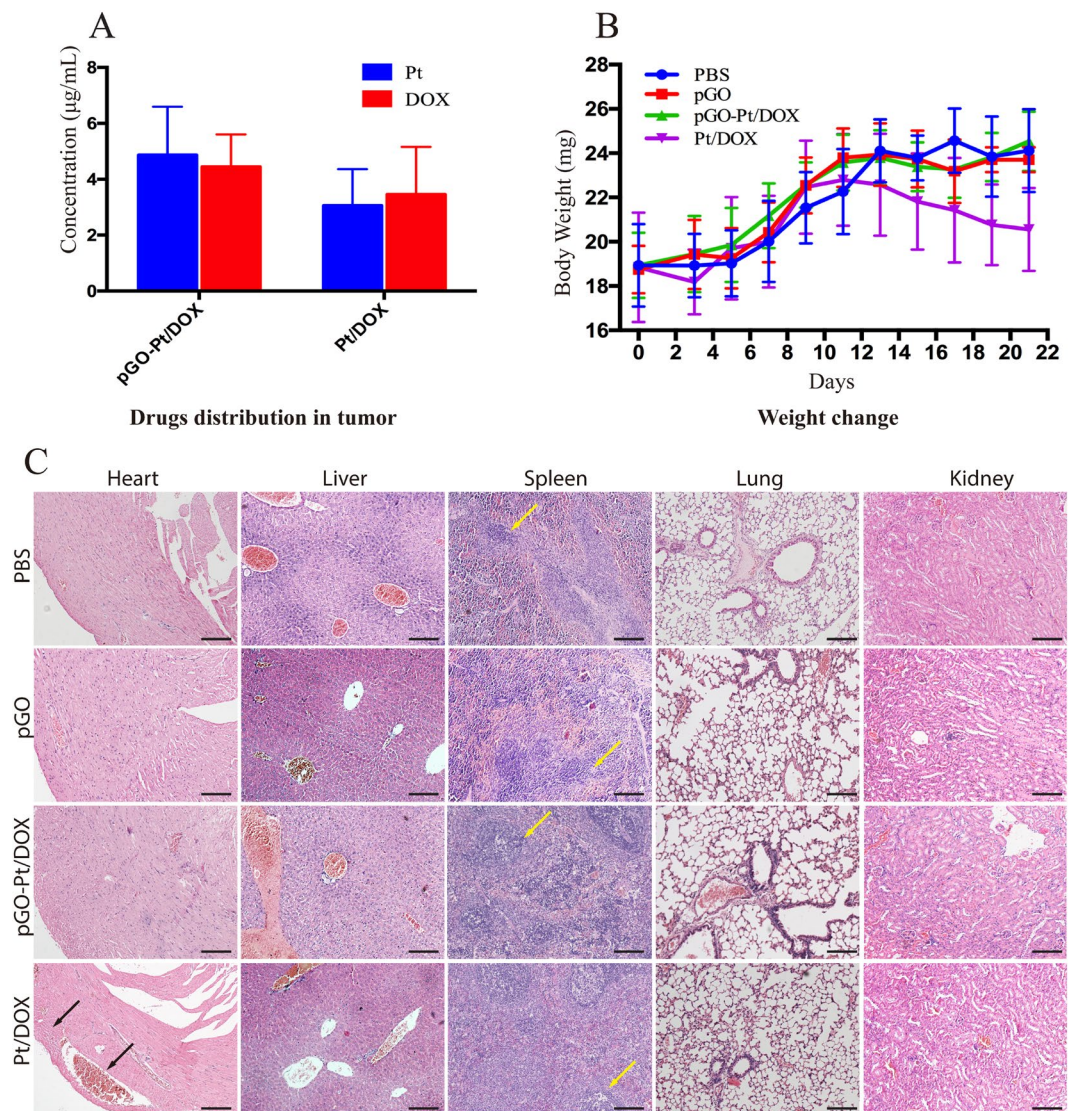 A
Concentration (μg/mL)
8
6
4
2
0
Pt
DOX
pGO-Pt/DOX
Pt/DOX
Drugs distribution in tumor
B
Body Weight (mg)
28
26
24
22
20
18
16
PBS
pGO
pGO-Pt/DOX
Pt/DOX
0 2 4 6 8 10 12 14 16 18 20 22
Days
Weight change
C
Heart Liver Spleen Lung Kidney
PBS
pGO
pGO-Pt/DOX
Pt/DOX